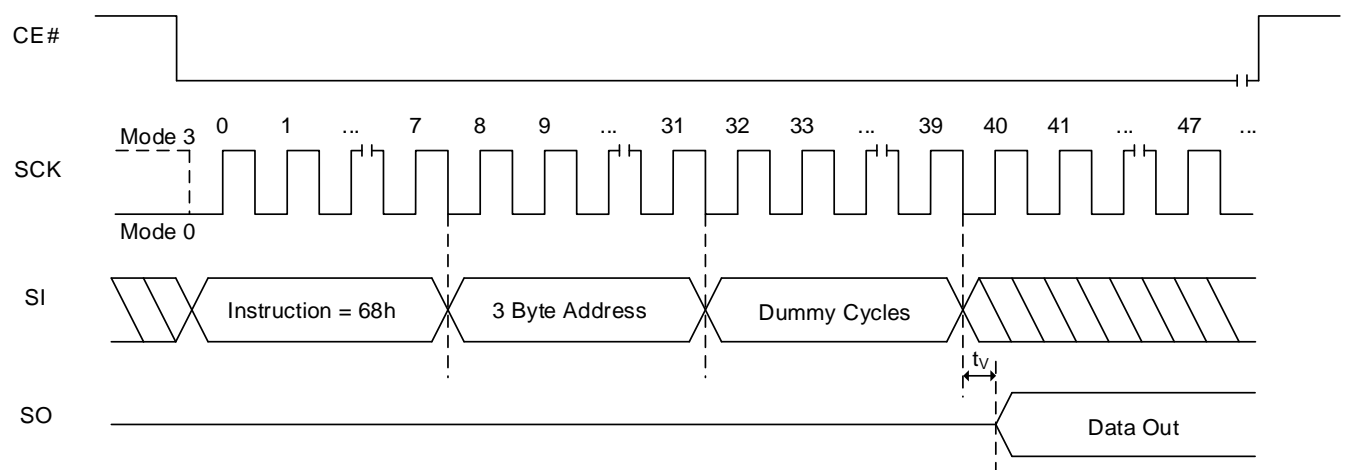 CE#
Mode 3
0 1 ... 7 8 9 ... 31 32 33 ... 39 40 41 ... 47 ...
SCK
Mode 0
SI
Instruction = 68h
3 Byte Address
Dummy Cycles
tV
SO
Data Out